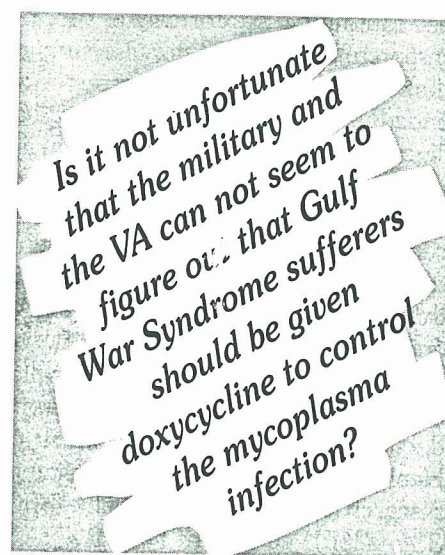 Is it not unfortunate
that the military and
the VA can not seem to
figure out that Gulf
War Syndrome sufferers
should be given
doxycycline to control
the mycoplasma
infection?